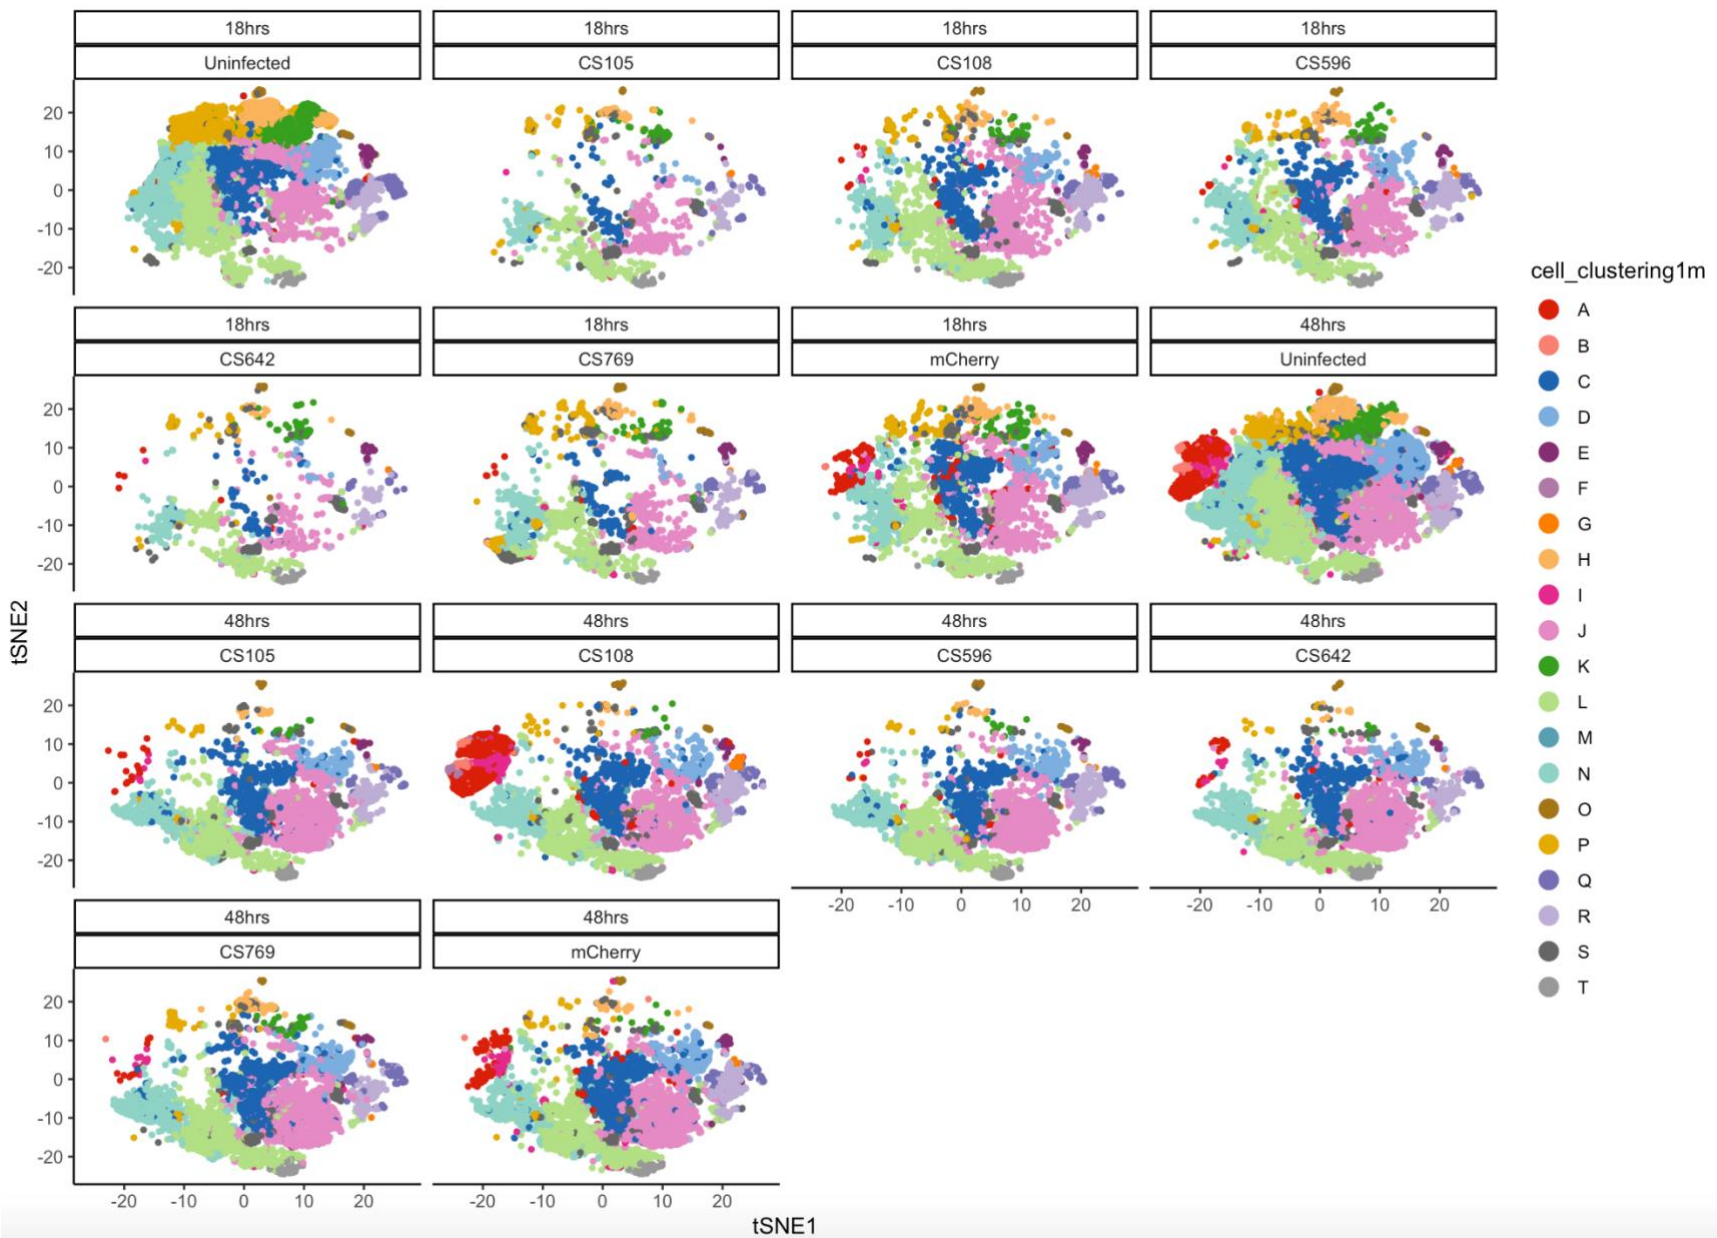 18hrs 18hrs 18hrs 18hrs
Uninfected CS105 CS108 CS596
20
10
0
-10
-20
18hrs 18hrs 18hrs 48hrs
CS642 CS769 mCherry Uninfected
20
10
0
-10
-20
48hrs 48hrs 48hrs 48hrs
CS105 CS108 CS596 CS642
20
10
0
-10
-20
-20 -10 0 10 20 -20 -10 0 10 20
48hrs 48hrs
CS769 mCherry
20
10
0
-10
-20
-20 -10 0 10 20 -20 -10 0 10 20
tSNE1
tSNE2
cell_clustering1m
A
B
C
D
E
F
G
H
I
J
K
L
M
N
O
P
Q
R
S
T